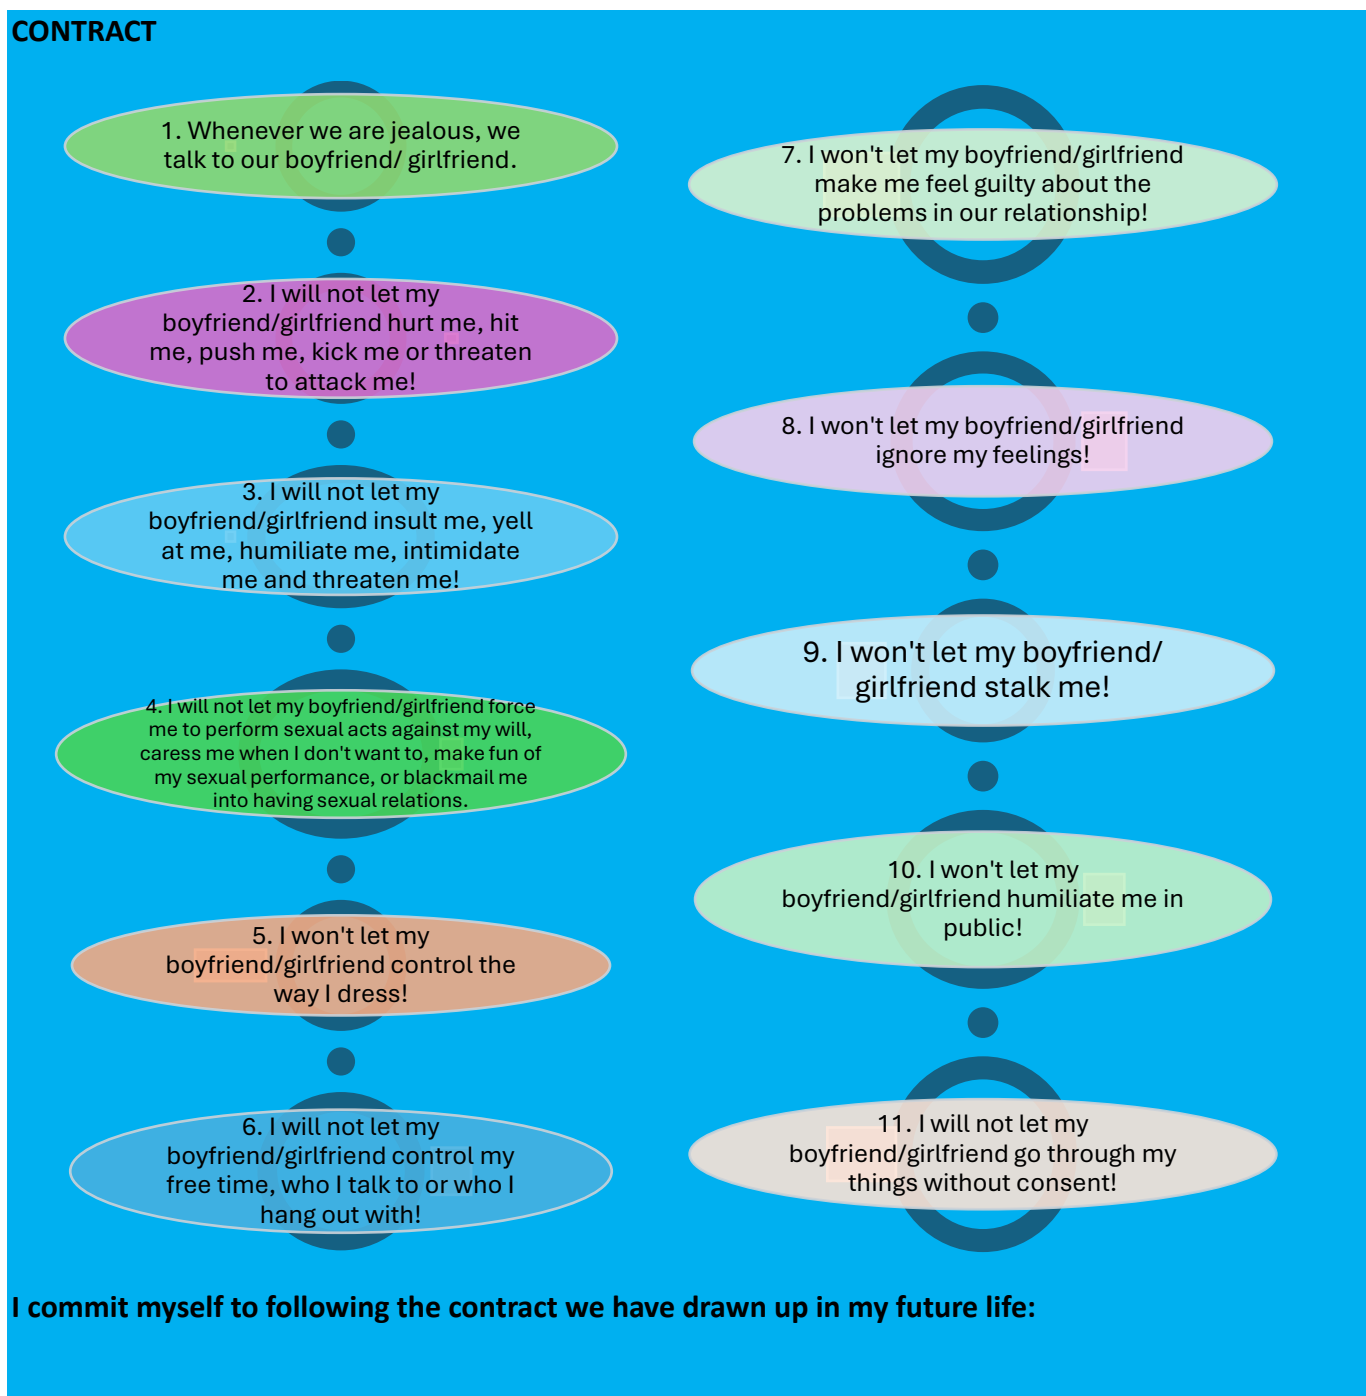 CONTRACT
1. Whenever we are jealous, we
talk to our boyfriend/ girlfriend.
2. I will not let my
boyfriend/girlfriend hurt me, hit
me, push me, kick me or threaten
to attack me!
3. I will not let my
boyfriend/girlfriend insult me, yell
at me, humiliate me, intimidate
me and threaten me!
4. I will not let my boyfriend/girlfriend force
me to perform sexual acts against my will,
caress me when I don't want to, make fun of
my sexual performance, or blackmail me
into having sexual relations.
5. I won't let my
boyfriend/girlfriend control the
way I dress!
6. I will not let my
boyfriend/girlfriend control my
free time, who I talk to or who I
hang out with!
7. I won't let my boyfriend/girlfriend
make me feel guilty about the
problems in our relationship!
8. I won't let my boyfriend/girlfriend
ignore my feelings!
9. I won't let my boyfriend/
girlfriend stalk me!
10. I won't let my
boyfriend/girlfriend humiliate me in
public!
11. I will not let my
boyfriend/girlfriend go through my
things without consent!
I commit myself to following the contract we have drawn up in my future life: